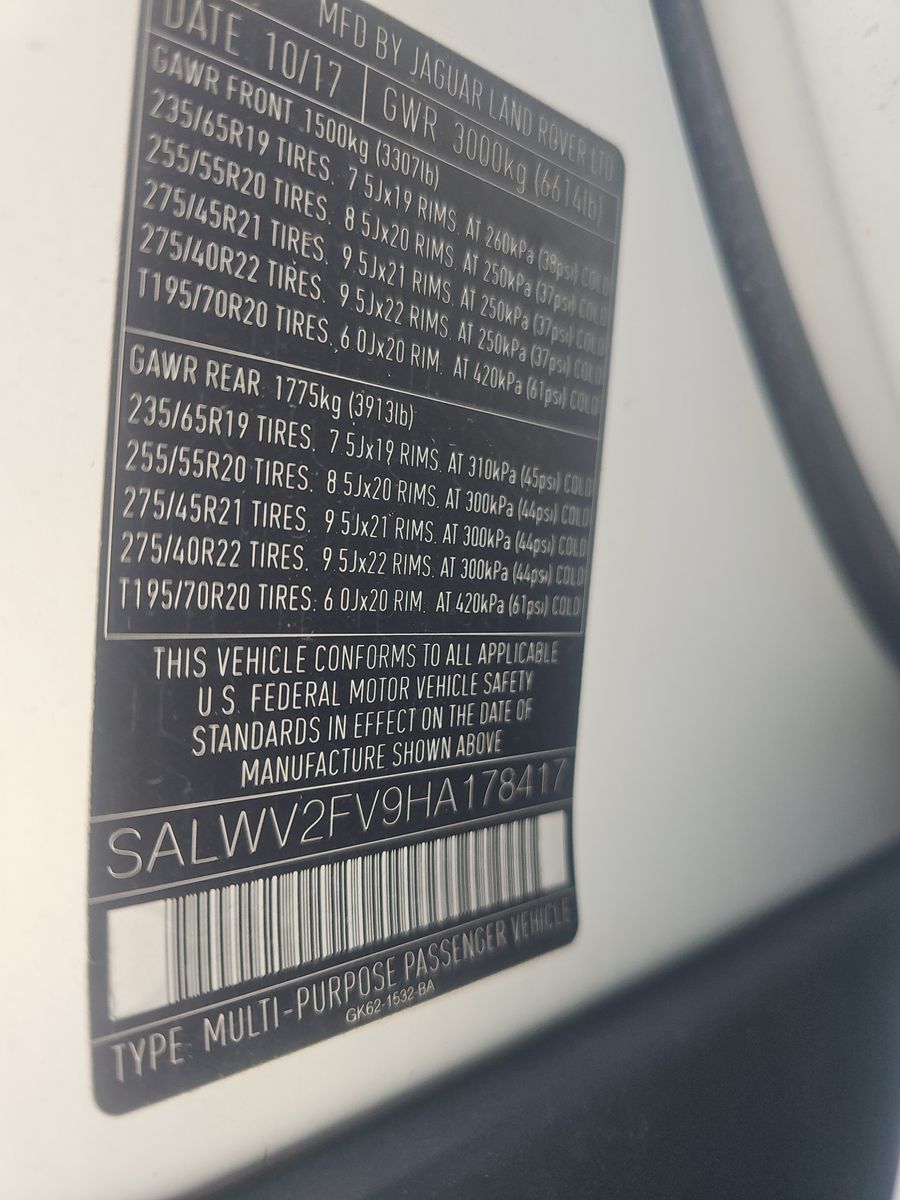 MFD BY JAGUAR LAND ROVER LTD
DATE 10/17 GWR 3000kg (6614lb)
GAWR FRONT 1500kg (3307lb)
235/65R19 TIRES. 7 5Jx19 RIMS. AT 260kPa (38psi) COLD
255/55R20 TIRES. 8 5Jx20 RIMS. AT 250kPa (37psi) COLD
275/45R21 TIRES. 9.5Jx21 RIMS. AT 250kPa (37psi) COLD
275/40R22 TIRES. 9 5Jx22 RIMS. AT 250kPa (37psi) COLD
T195/70R20 TIRES. 6 0Jx20 RIM. AT 420kPa (61psi) COLD
GAWR REAR 1775kg (3913lb)
235/65R19 TIRES. 7 5Jx19 RIMS. AT 310kPa (45psi) COLD
255/55R20 TIRES. 8.5Jx20 RIMS. AT 300kPa (44psi) COLD
275/45R21 TIRES. 9 5Jx21 RIMS. AT 300kPa (44psi) COLD
275/40R22 TIRES. 9 5Jx22 RIMS. AT 300kPa (44psi) COLD
T195/70R20 TIRES. 6 0Jx20 RIM. AT 420kPa (61psi) COLD
THIS VEHICLE CONFORMS TO ALL APPLICABLE
U.S. FEDERAL MOTOR VEHICLE SAFETY
STANDARDS IN EFFECT ON THE DATE OF
MANUFACTURE SHOWN ABOVE
SALWV2FV9HA178417
TYPE MULTI-PURPOSE PASSENGER VEHICLE
GK62-1532-BA